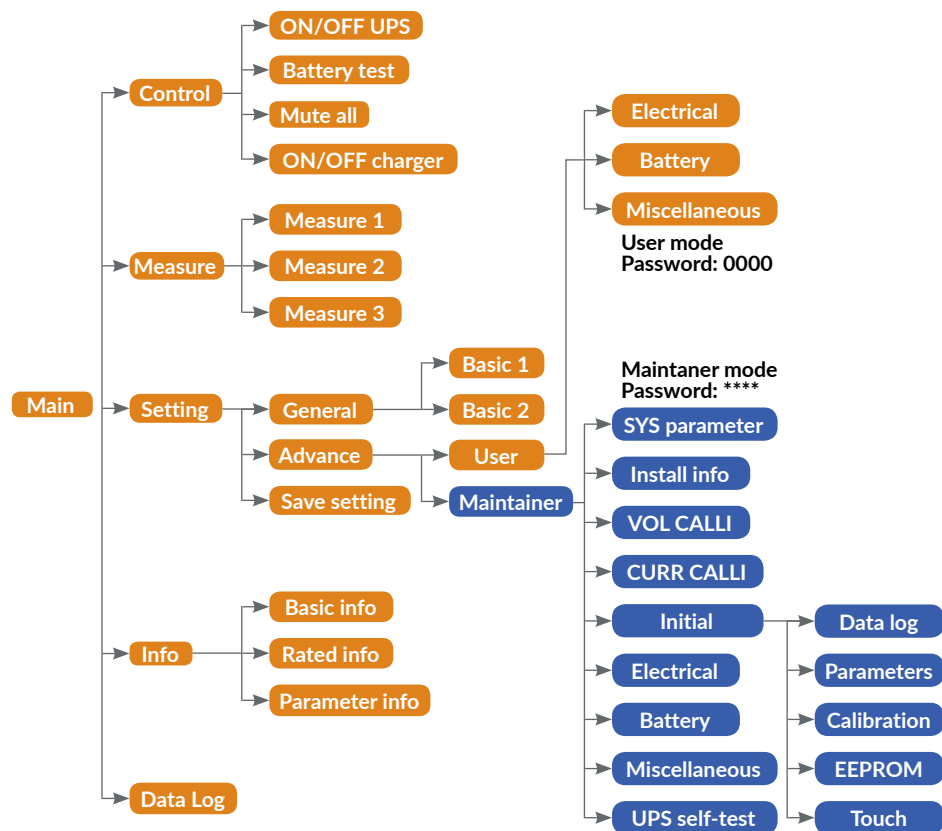 Main
Control
ON/OFF UPS
Battery test
Mute all
ON/OFF charger
Measure
Measure 1
Measure 2
Measure 3
Setting
General
Basic 1
Basic 2
Advance
User
Electrical
Battery
Miscellaneous
User mode
Password: 0000
Maintainer
Maintaner mode
Password: ****
SYS parameter
Install info
VOL CALLI
CURR CALLI
Initial
Data log
Parameters
Calibration
EEPROM
Touch
Electrical
Battery
Miscellaneous
UPS self-test
Save setting
Info
Basic info
Rated info
Parameter info
Data Log